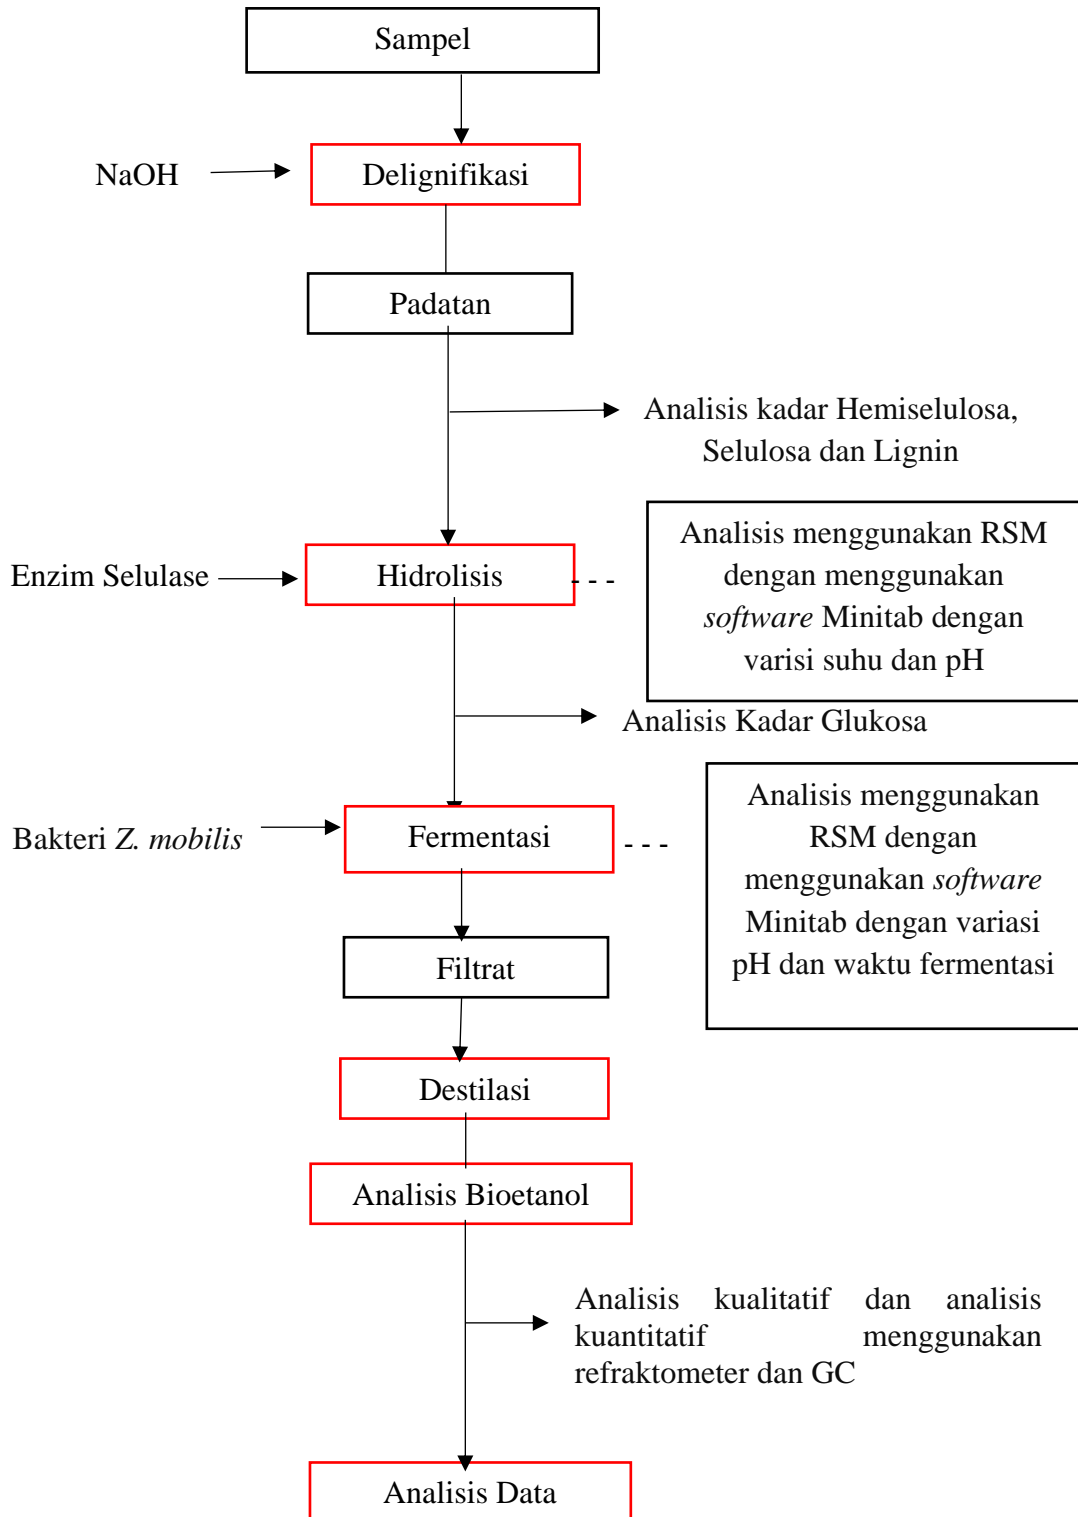 Sampel
NaOH
Delignifikasi
Padatan
Analisis kadar Hemiselulosa,
Selulosa dan Lignin
Enzim Selulase
Hidrolisis
- - -
Analisis menggunakan RSM
dengan menggunakan
software Minitab dengan
varisi suhu dan pH
Analisis Kadar Glukosa
Bakteri Z. mobilis
Fermentasi
- - -
Analisis menggunakan
RSM dengan
menggunakan software
Minitab dengan variasi
pH dan waktu fermentasi
Filtrat
Destilasi
Analisis Bioetanol
Analisis kualitatif dan analisis
kuantitatif menggunakan
refraktometer dan GC
Analisis Data